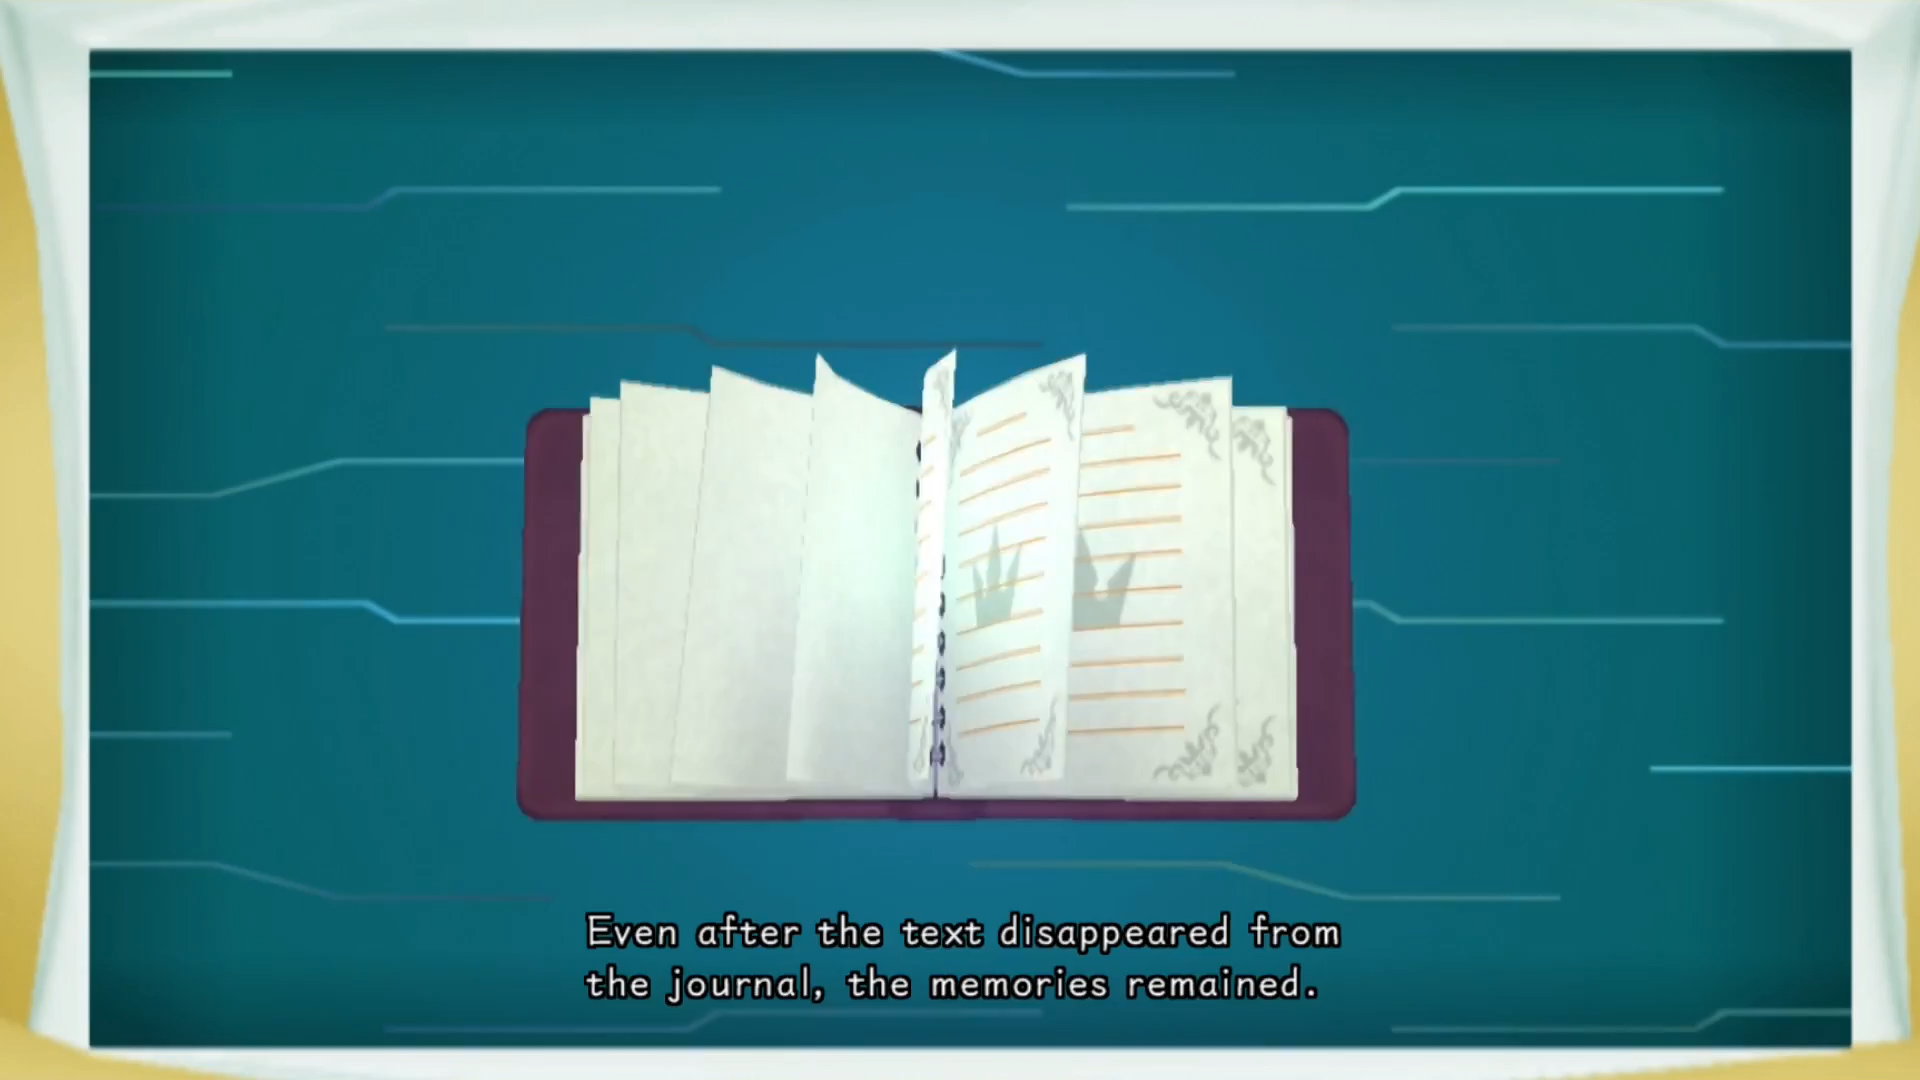 Even after the text disappeared from
the journal, the memories remained.